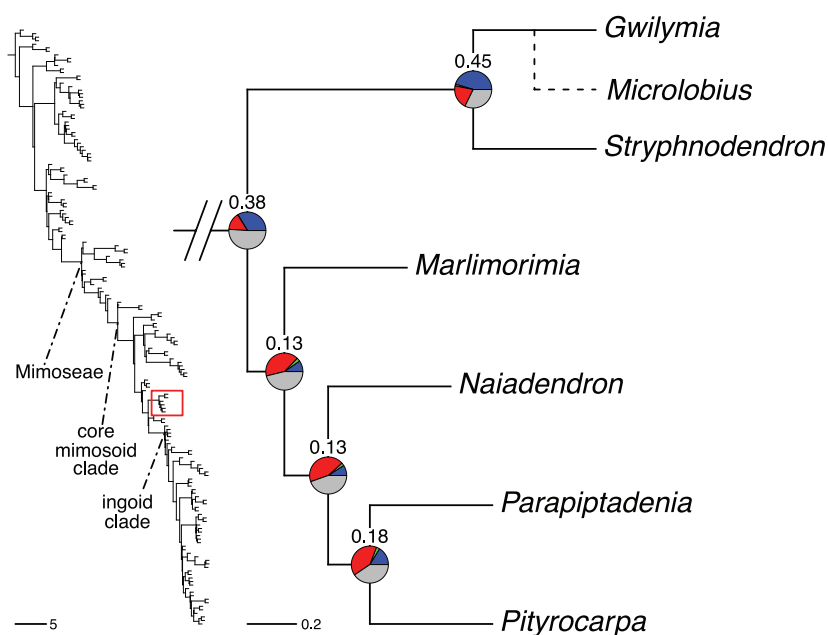 Gwilymia
0.45
Microlobius
Stryphnodendron
0.38
Marlimorimia
0.13
Mimoseae
Naiadendron
core
mimosoid
clade
0.13
ingoid
clade
Parapiptadenia
0.18
5
0.2
Pityrocarpa